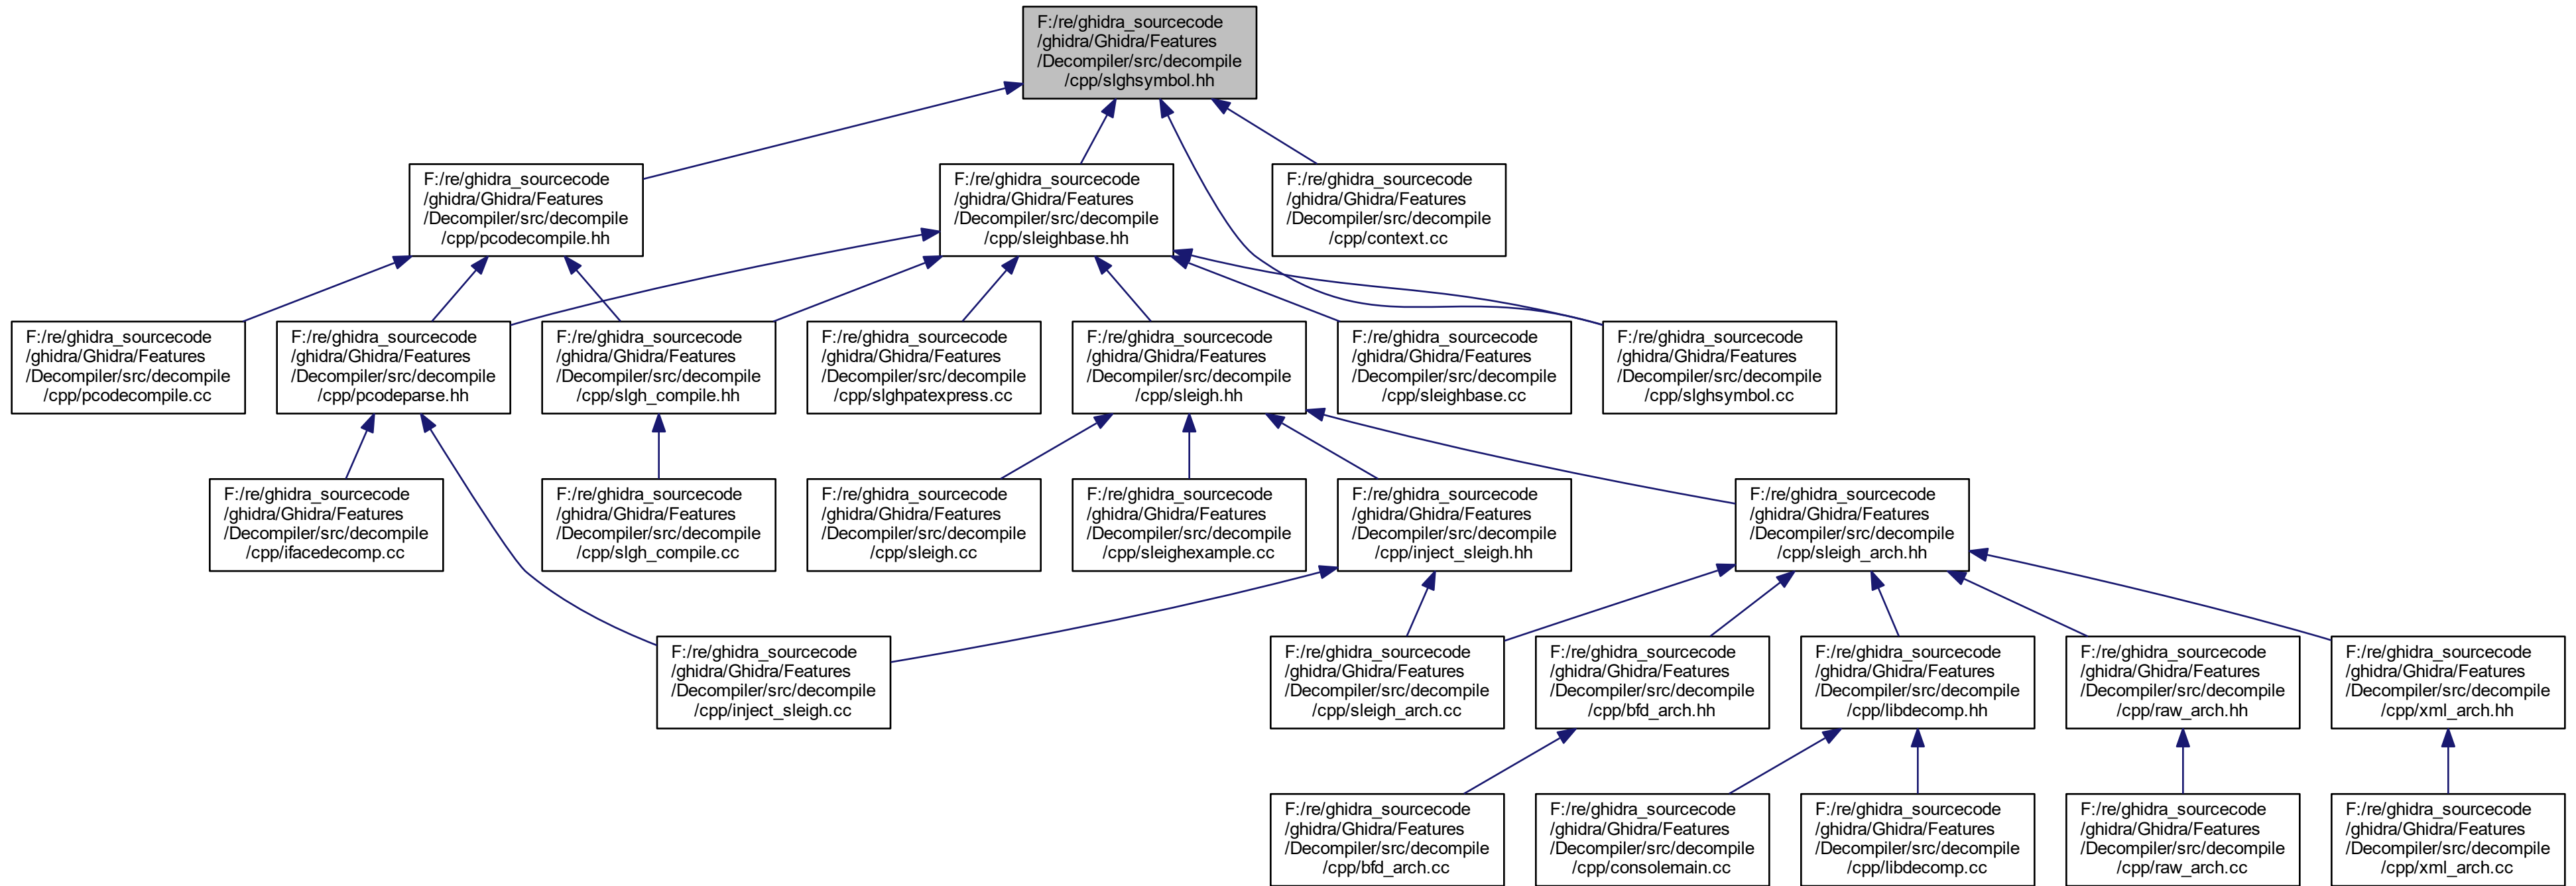 F:/re/ghidra_sourcecode
/ghidra/Ghidra/Features
/Decompiler/src/decompile
/cpp/slghsymbol.hh
F:/re/ghidra_sourcecode
/ghidra/Ghidra/Features
/Decompiler/src/decompile
/cpp/pcodecompile.hh
F:/re/ghidra_sourcecode
/ghidra/Ghidra/Features
/Decompiler/src/decompile
/cpp/sleighbase.hh
F:/re/ghidra_sourcecode
/ghidra/Ghidra/Features
/Decompiler/src/decompile
/cpp/context.cc
F:/re/ghidra_sourcecode
/ghidra/Ghidra/Features
/Decompiler/src/decompile
/cpp/pcodecompile.cc
F:/re/ghidra_sourcecode
/ghidra/Ghidra/Features
/Decompiler/src/decompile
/cpp/pcodeparse.hh
F:/re/ghidra_sourcecode
/ghidra/Ghidra/Features
/Decompiler/src/decompile
/cpp/slgh_compile.hh
F:/re/ghidra_sourcecode
/ghidra/Ghidra/Features
/Decompiler/src/decompile
/cpp/slghpatexpress.cc
F:/re/ghidra_sourcecode
/ghidra/Ghidra/Features
/Decompiler/src/decompile
/cpp/sleigh.hh
F:/re/ghidra_sourcecode
/ghidra/Ghidra/Features
/Decompiler/src/decompile
/cpp/sleighbase.cc
F:/re/ghidra_sourcecode
/ghidra/Ghidra/Features
/Decompiler/src/decompile
/cpp/slghsymbol.cc
F:/re/ghidra_sourcecode
/ghidra/Ghidra/Features
/Decompiler/src/decompile
/cpp/ifacedecomp.cc
F:/re/ghidra_sourcecode
/ghidra/Ghidra/Features
/Decompiler/src/decompile
/cpp/slgh_compile.cc
F:/re/ghidra_sourcecode
/ghidra/Ghidra/Features
/Decompiler/src/decompile
/cpp/sleigh.cc
F:/re/ghidra_sourcecode
/ghidra/Ghidra/Features
/Decompiler/src/decompile
/cpp/sleighexample.cc
F:/re/ghidra_sourcecode
/ghidra/Ghidra/Features
/Decompiler/src/decompile
/cpp/inject_sleigh.hh
F:/re/ghidra_sourcecode
/ghidra/Ghidra/Features
/Decompiler/src/decompile
/cpp/sleigh_arch.hh
F:/re/ghidra_sourcecode
/ghidra/Ghidra/Features
/Decompiler/src/decompile
/cpp/inject_sleigh.cc
F:/re/ghidra_sourcecode
/ghidra/Ghidra/Features
/Decompiler/src/decompile
/cpp/sleigh_arch.cc
F:/re/ghidra_sourcecode
/ghidra/Ghidra/Features
/Decompiler/src/decompile
/cpp/bfd_arch.hh
F:/re/ghidra_sourcecode
/ghidra/Ghidra/Features
/Decompiler/src/decompile
/cpp/libdecomp.hh
F:/re/ghidra_sourcecode
/ghidra/Ghidra/Features
/Decompiler/src/decompile
/cpp/raw_arch.hh
F:/re/ghidra_sourcecode
/ghidra/Ghidra/Features
/Decompiler/src/decompile
/cpp/xml_arch.hh
F:/re/ghidra_sourcecode
/ghidra/Ghidra/Features
/Decompiler/src/decompile
/cpp/bfd_arch.cc
F:/re/ghidra_sourcecode
/ghidra/Ghidra/Features
/Decompiler/src/decompile
/cpp/consolemain.cc
F:/re/ghidra_sourcecode
/ghidra/Ghidra/Features
/Decompiler/src/decompile
/cpp/libdecomp.cc
F:/re/ghidra_sourcecode
/ghidra/Ghidra/Features
/Decompiler/src/decompile
/cpp/raw_arch.cc
F:/re/ghidra_sourcecode
/ghidra/Ghidra/Features
/Decompiler/src/decompile
/cpp/xml_arch.cc